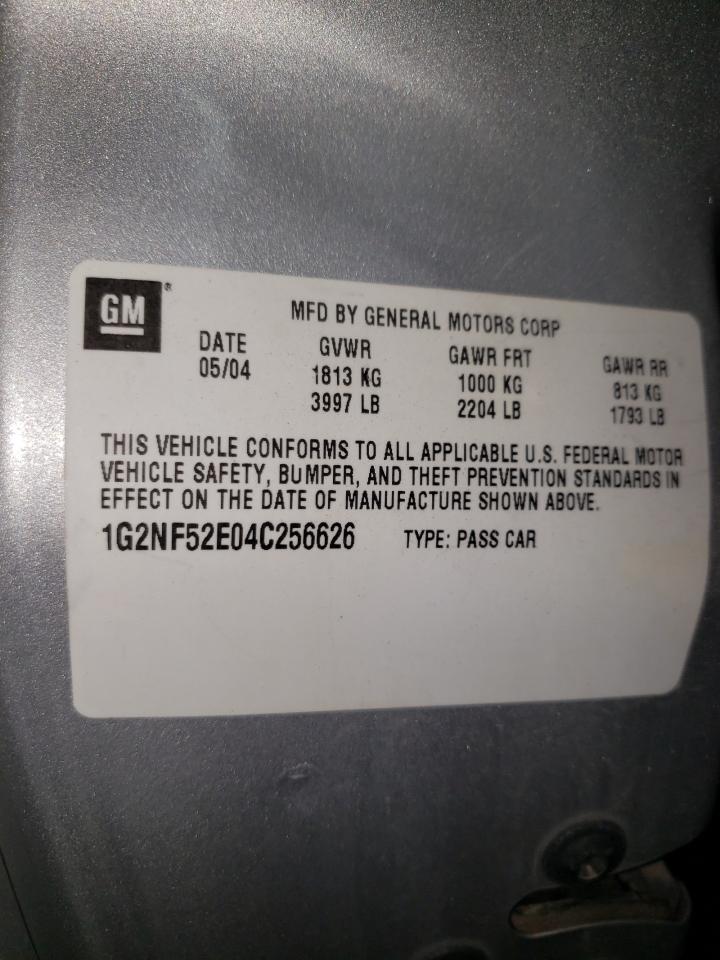 GM®
MFD BY GENERAL MOTORS CORP
DATE GVWR GAWR FRT GAWR RR
05/04 1813 KG 1000 KG 813 KG
3997 LB 2204 LB 1793 LB
THIS VEHICLE CONFORMS TO ALL APPLICABLE U.S. FEDERAL MOTOR
VEHICLE SAFETY, BUMPER, AND THEFT PREVENTION STANDARDS IN
EFFECT ON THE DATE OF MANUFACTURE SHOWN ABOVE.
1G2NF52E04C256626 TYPE: PASS CAR